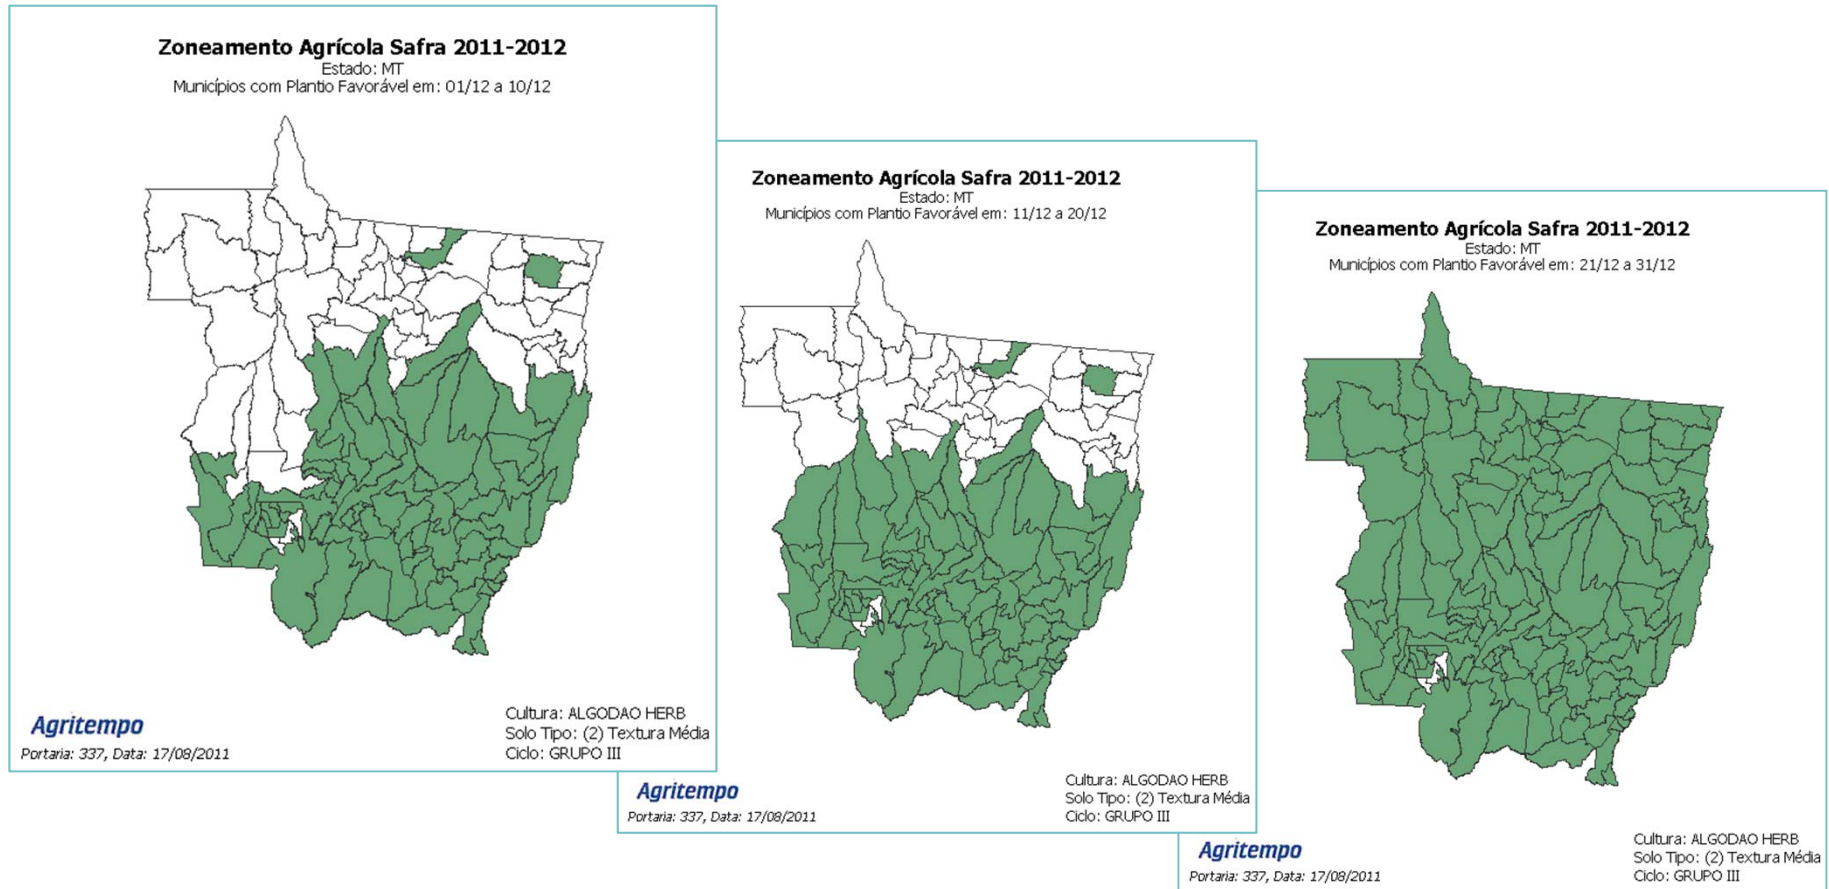 Zoneamento Agrícola Safra 2011-2012
Estado: MT
Municípios com Plantio Favorável em: 01/12 a 10/12
Agritempo
Portaria: 337, Data: 17/08/2011
Cultura: ALGODAO HERB
Solo Tipo: (2) Textura Média
Ciclo: GRUPO III
Zoneamento Agrícola Safra 2011-2012
Estado: MT
Municípios com Plantio Favorável em: 11/12 a 20/12
Agritempo
Portaria: 337, Data: 17/08/2011
Cultura: ALGODAO HERB
Solo Tipo: (2) Textura Média
Ciclo: GRUPO III
Zoneamento Agrícola Safra 2011-2012
Estado: MT
Municípios com Plantio Favorável em: 21/12 a 31/12
Agritempo
Portaria: 337, Data: 17/08/2011
Cultura: ALGODAO HERB
Solo Tipo: (2) Textura Média
Ciclo: GRUPO III